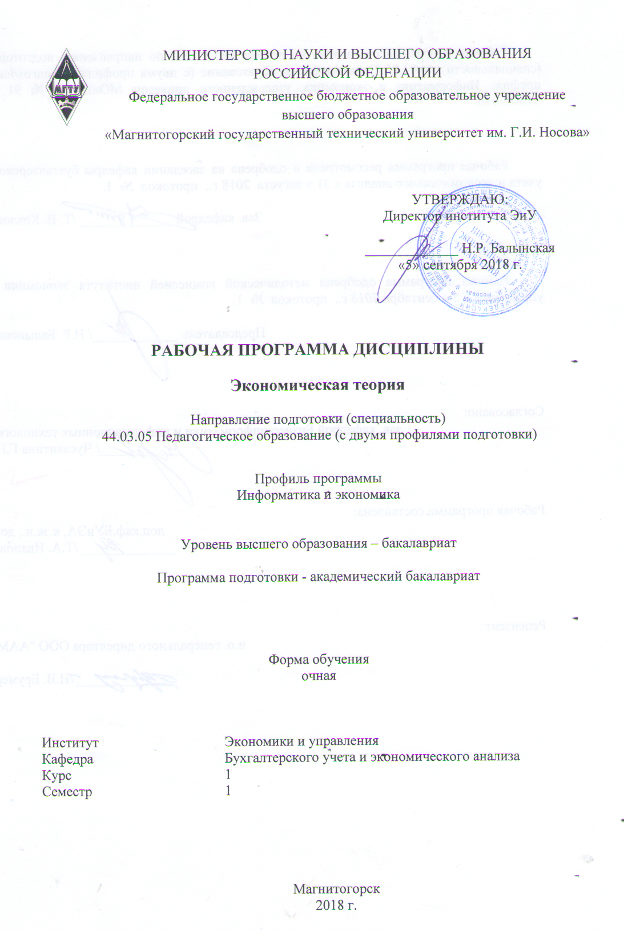 МИНИСТЕРСТВО НАУКИ И ВЫСШЕГО ОБРАЗОВАНИЯ
РОССИЙСКОЙ ФЕДЕРАЦИИ
Федеральное государственное бюджетное образовательное учреждение
высшего образования
«Магнитогорский государственный технический университет им. Г.И. Носова»
МГТУ
УТВЕРЖДАЮ:
Директор института ЭиУ
Н.Р. Балынская
«5» сентября 2018 г.
РАБОЧАЯ ПРОГРАММА ДИСЦИПЛИНЫ
Экономическая теория
Направление подготовки (специальность)
44.03.05 Педагогическое образование (с двумя профилями подготовки)
Профиль программы
Информатика и экономика
Уровень высшего образования – бакалавриат
Программа подготовки - академический бакалавриат
Форма обучения
очная
Институт Экономики и управления
Кафедра Бухгалтерского учета и экономического анализа
Курс 1
Семестр 1
Магнитогорск
2018 г.